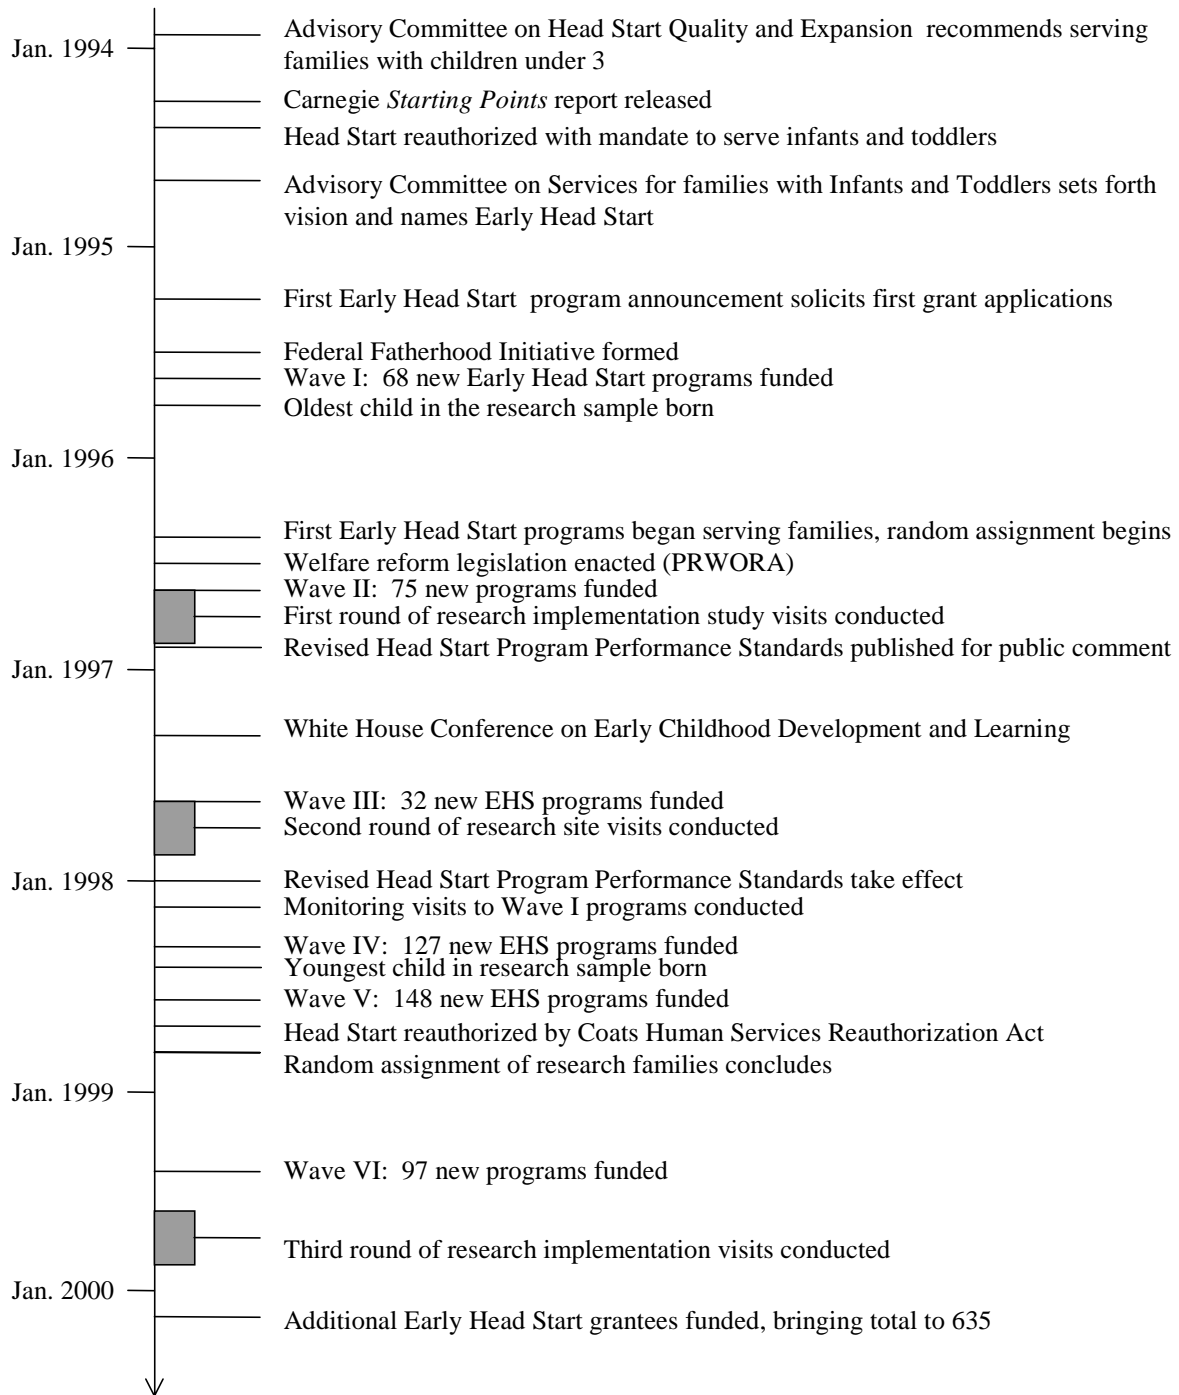 Jan. 1994
Advisory Committee on Head Start Quality and Expansion recommends serving
families with children under 3
Carnegie Starting Points report released
Head Start reauthorized with mandate to serve infants and toddlers
Advisory Committee on Services for families with Infants and Toddlers sets forth
vision and names Early Head Start
Jan. 1995
First Early Head Start program announcement solicits first grant applications
Federal Fatherhood Initiative formed
Wave I: 68 new Early Head Start programs funded
Oldest child in the research sample born
Jan. 1996
First Early Head Start programs began serving families, random assignment begins
Welfare reform legislation enacted (PRWORA)
Wave II: 75 new programs funded
First round of research implementation study visits conducted
Revised Head Start Program Performance Standards published for public comment
Jan. 1997
White House Conference on Early Childhood Development and Learning
Wave III: 32 new EHS programs funded
Second round of research site visits conducted
Jan. 1998
Revised Head Start Program Performance Standards take effect
Monitoring visits to Wave I programs conducted
Wave IV: 127 new EHS programs funded
Youngest child in research sample born
Wave V: 148 new EHS programs funded
Head Start reauthorized by Coats Human Services Reauthorization Act
Random assignment of research families concludes
Jan. 1999
Wave VI: 97 new programs funded
Third round of research implementation visits conducted
Jan. 2000
Additional Early Head Start grantees funded, bringing total to 635